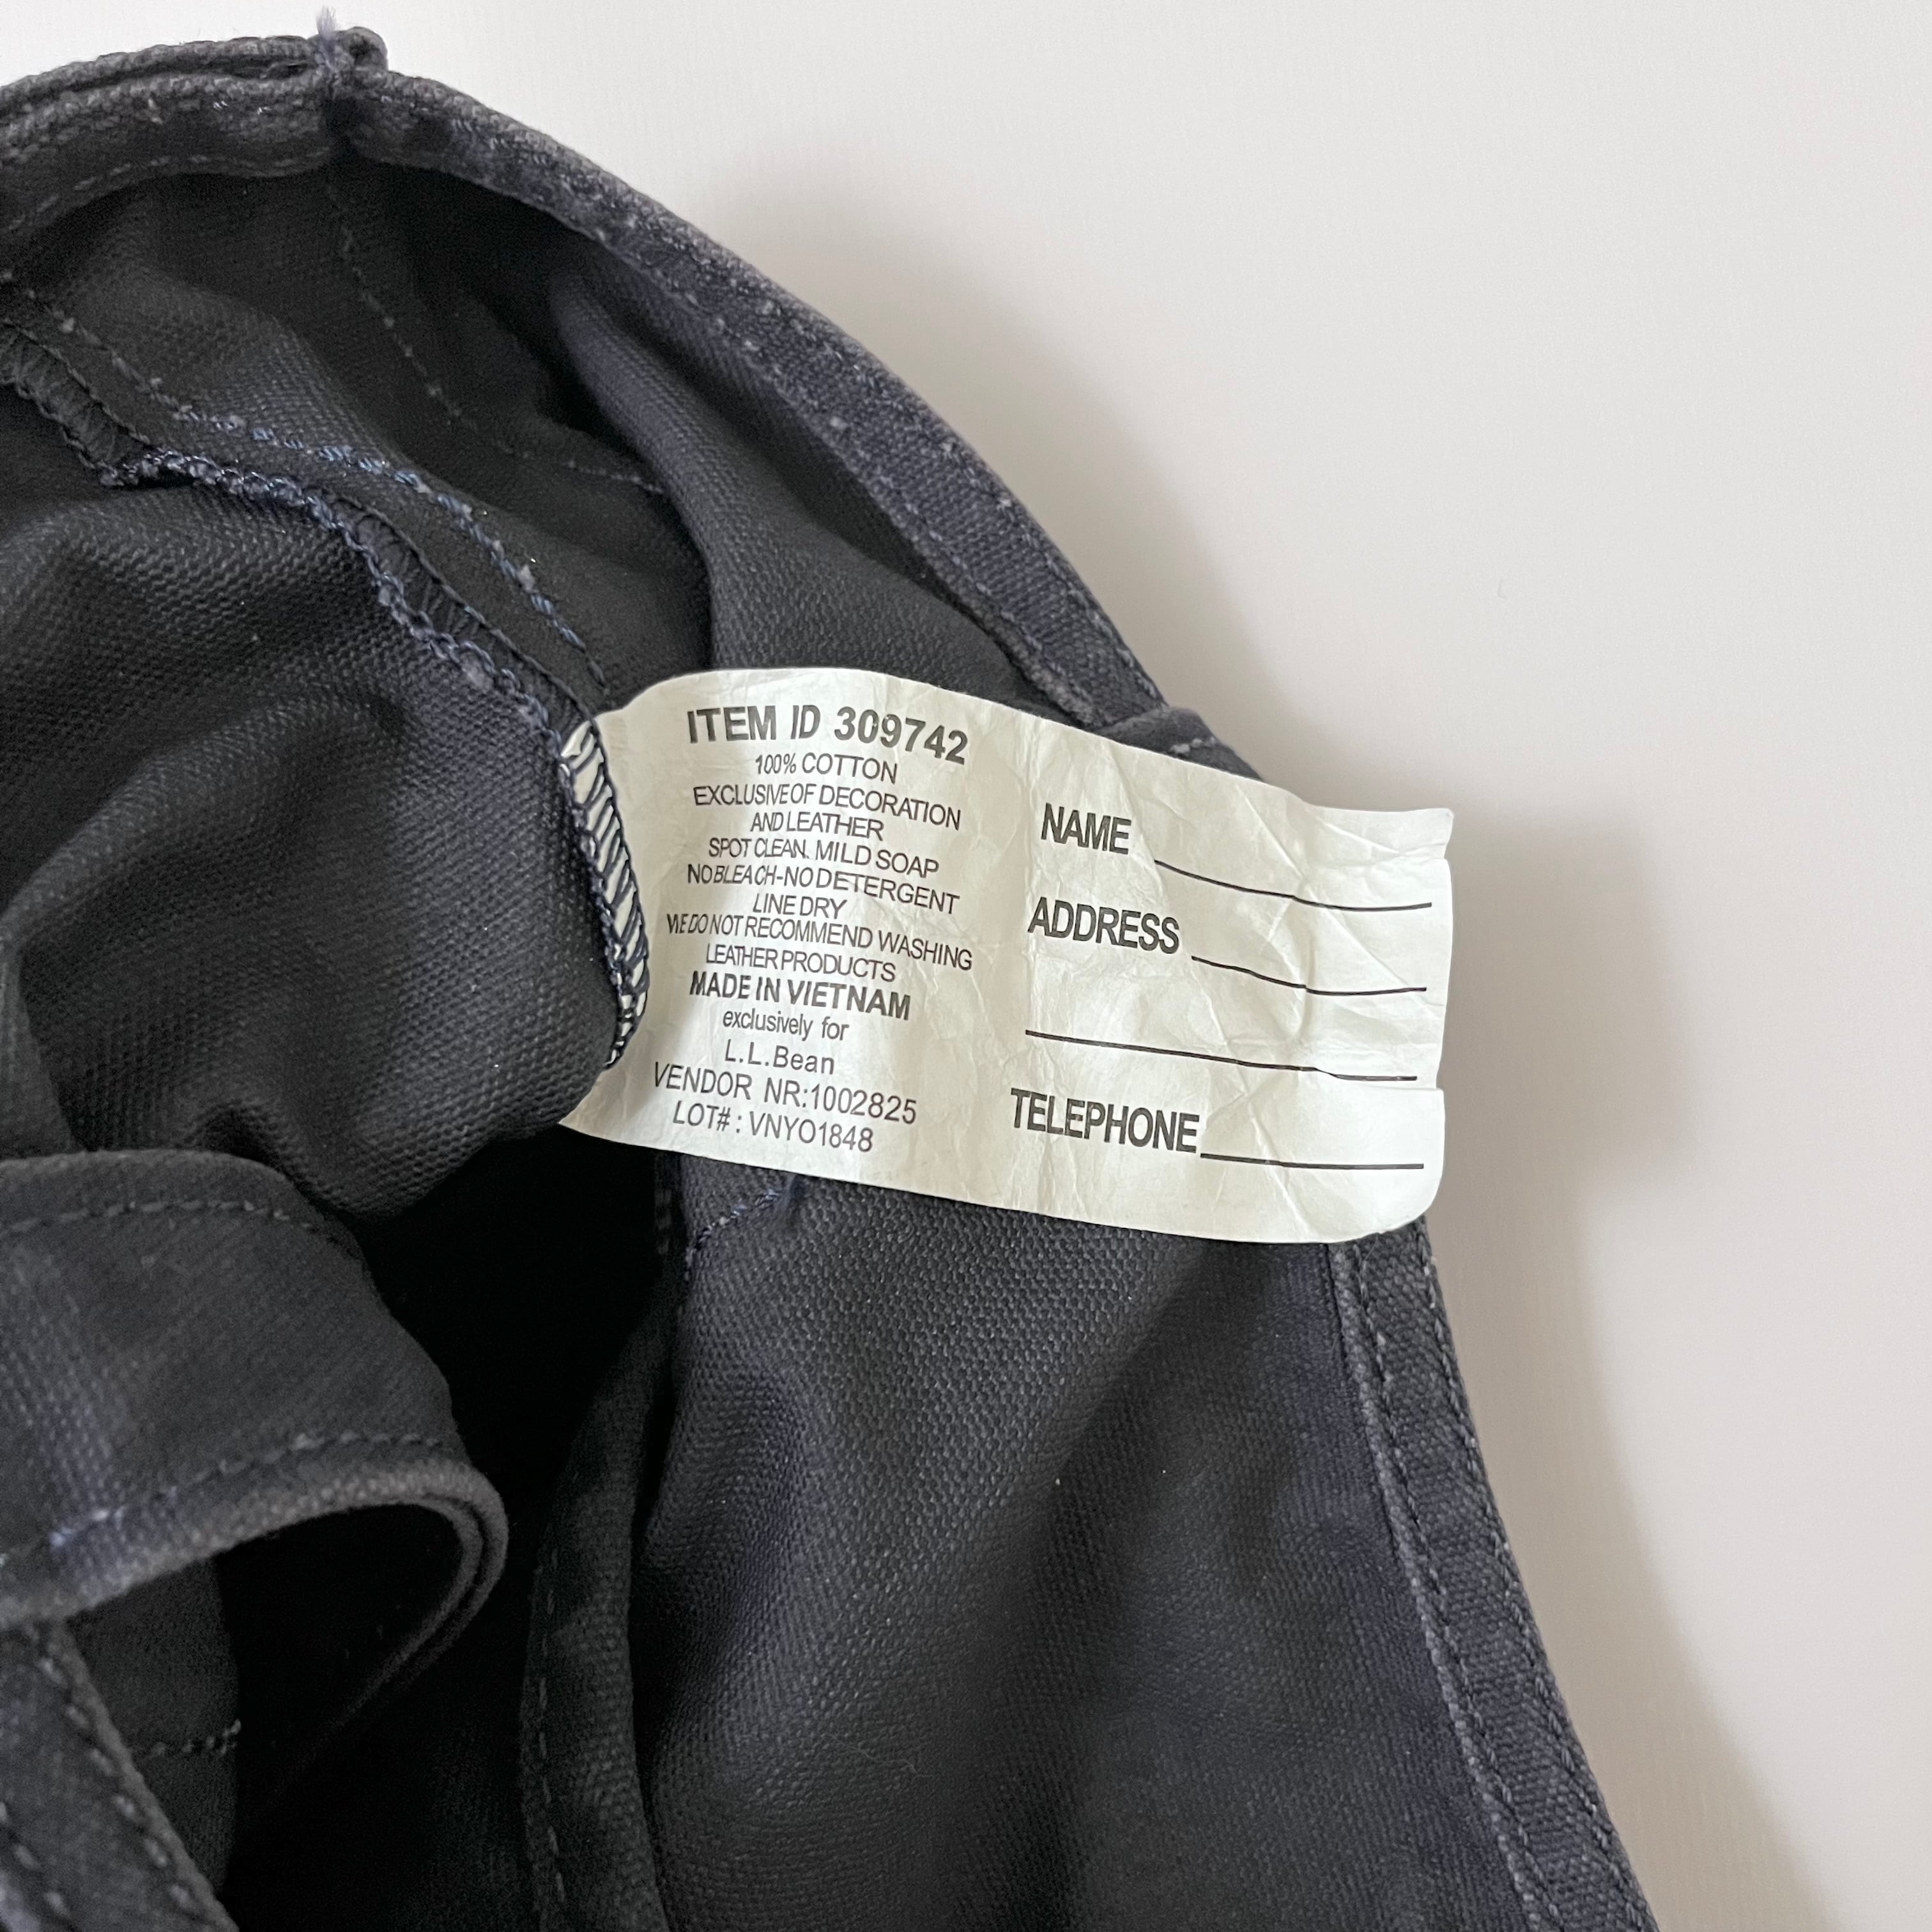 ITEM ID 309742
100% COTTON
EXCLUSIVE OF DECORATION
AND LEATHER
SPOT CLEAN. MILD SOAP
NO BLEACH-NO DETERGENT
LINE DRY
WE DO NOT RECOMMEND WASHING
LEATHER PRODUCTS
MADE IN VIETNAM
exclusively for
L.L.Bean
VENDOR NR:1002825
LOT# : VNYO1848
NAME
ADDRESS
TELEPHONE